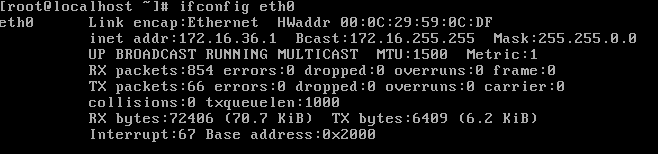 [root@localhost ~]# ifconfig eth0
eth0      Link encap:Ethernet  HWaddr 00:0C:29:59:0C:DF
          inet addr:172.16.36.1  Bcast:172.16.255.255  Mask:255.255.0.0
          UP BROADCAST RUNNING MULTICAST  MTU:1500  Metric:1
          RX packets:854 errors:0 dropped:0 overruns:0 frame:0
          TX packets:66 errors:0 dropped:0 overruns:0 carrier:0
          collisions:0 txqueuelen:1000
          RX bytes:72406 (70.7 KiB)  TX bytes:6409 (6.2 KiB)
          Interrupt:67 Base address:0x2000